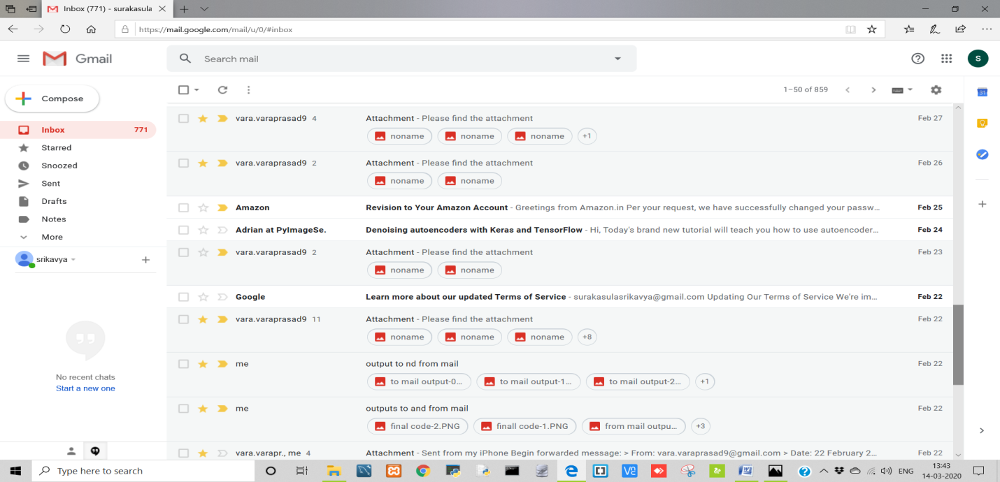 Inbox (771) - surakasula
https://mail.google.com/mail/u/0/#inbox
Gmail
Search mail
S
Compose
1–50 of 859
31
Inbox 771
Starred
Snoozed
Sent
Drafts
Notes
More
srikavya
No recent chats
Start a new one
vara.varaprasad9 4 Attachment - Please find the attachment Feb 27
noname noname noname +1
vara.varaprasad9 2 Attachment - Please find the attachment Feb 26
noname noname
Amazon Revision to Your Amazon Account - Greetings from Amazon.in Per your request, we have successfully changed your passw... Feb 25
Adrian at PyImageSe. Denoising autoencoders with Keras and TensorFlow - Hi, Today's brand new tutorial will teach you how to use autoencoder... Feb 24
vara.varaprasad9 2 Attachment - Please find the attachment Feb 23
noname noname
Google Learn more about our updated Terms of Service - surakasulasrikavya@gmail.com Updating Our Terms of Service We're im... Feb 22
vara.varaprasad9 11 Attachment - Please find the attachment Feb 22
noname noname noname +8
me output to nd from mail Feb 22
to mail output-0... to mail output-1... to mail output-2... +1
me outputs to and from mail Feb 22
final code-2.PNG finall code-1.PNG from mail outpu... +3
vara.varapr., me 4 Attachment - Sent from my iPhone Begin forwarded message: > From: vara.varaprasad9@gmail.com > Date: 22 February 2... Feb 22
Type here to search
ENG
13:43
14-03-2020